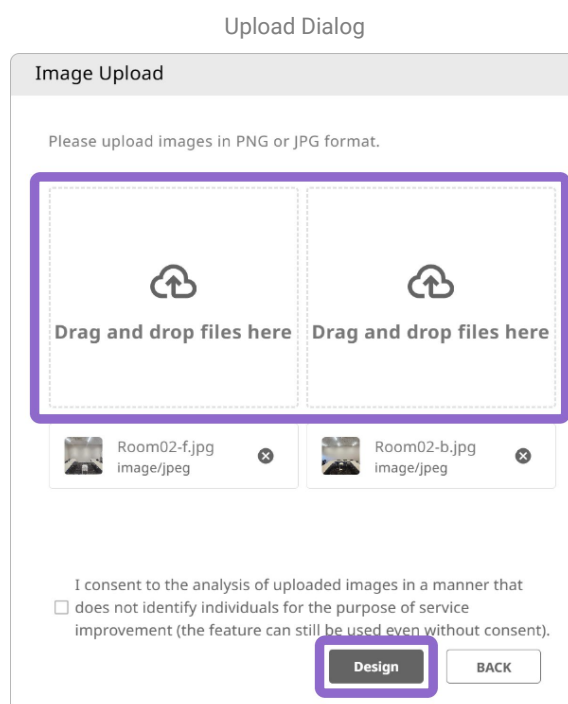 Upload Dialog
Image Upload
Please upload images in PNG or JPG format.
Drag and drop files here
Drag and drop files here
Room02-f.jpg
image/jpeg
Room02-b.jpg
image/jpeg
I consent to the analysis of uploaded images in a manner that
does not identify individuals for the purpose of service
improvement (the feature can still be used even without consent).
Design
BACK